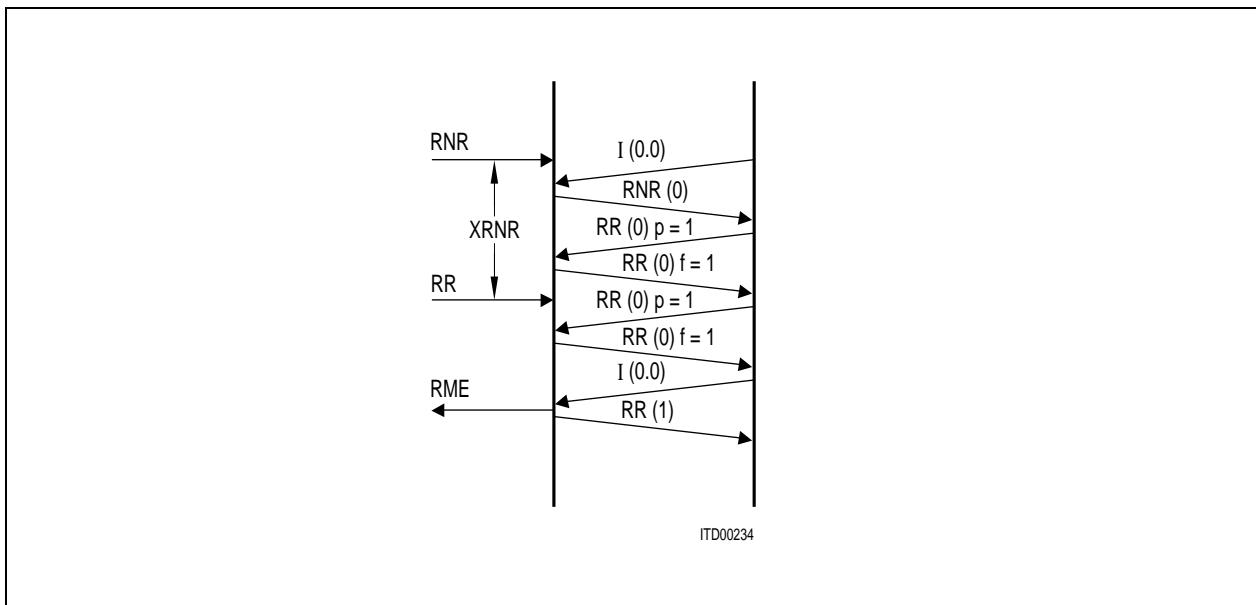 RNR
I (0.0)
RNR (0)
XRNR
RR (0) p = 1
RR (0) f = 1
RR
RR (0) p = 1
RR (0) f = 1
I (0.0)
RME
RR (1)
ITD00234